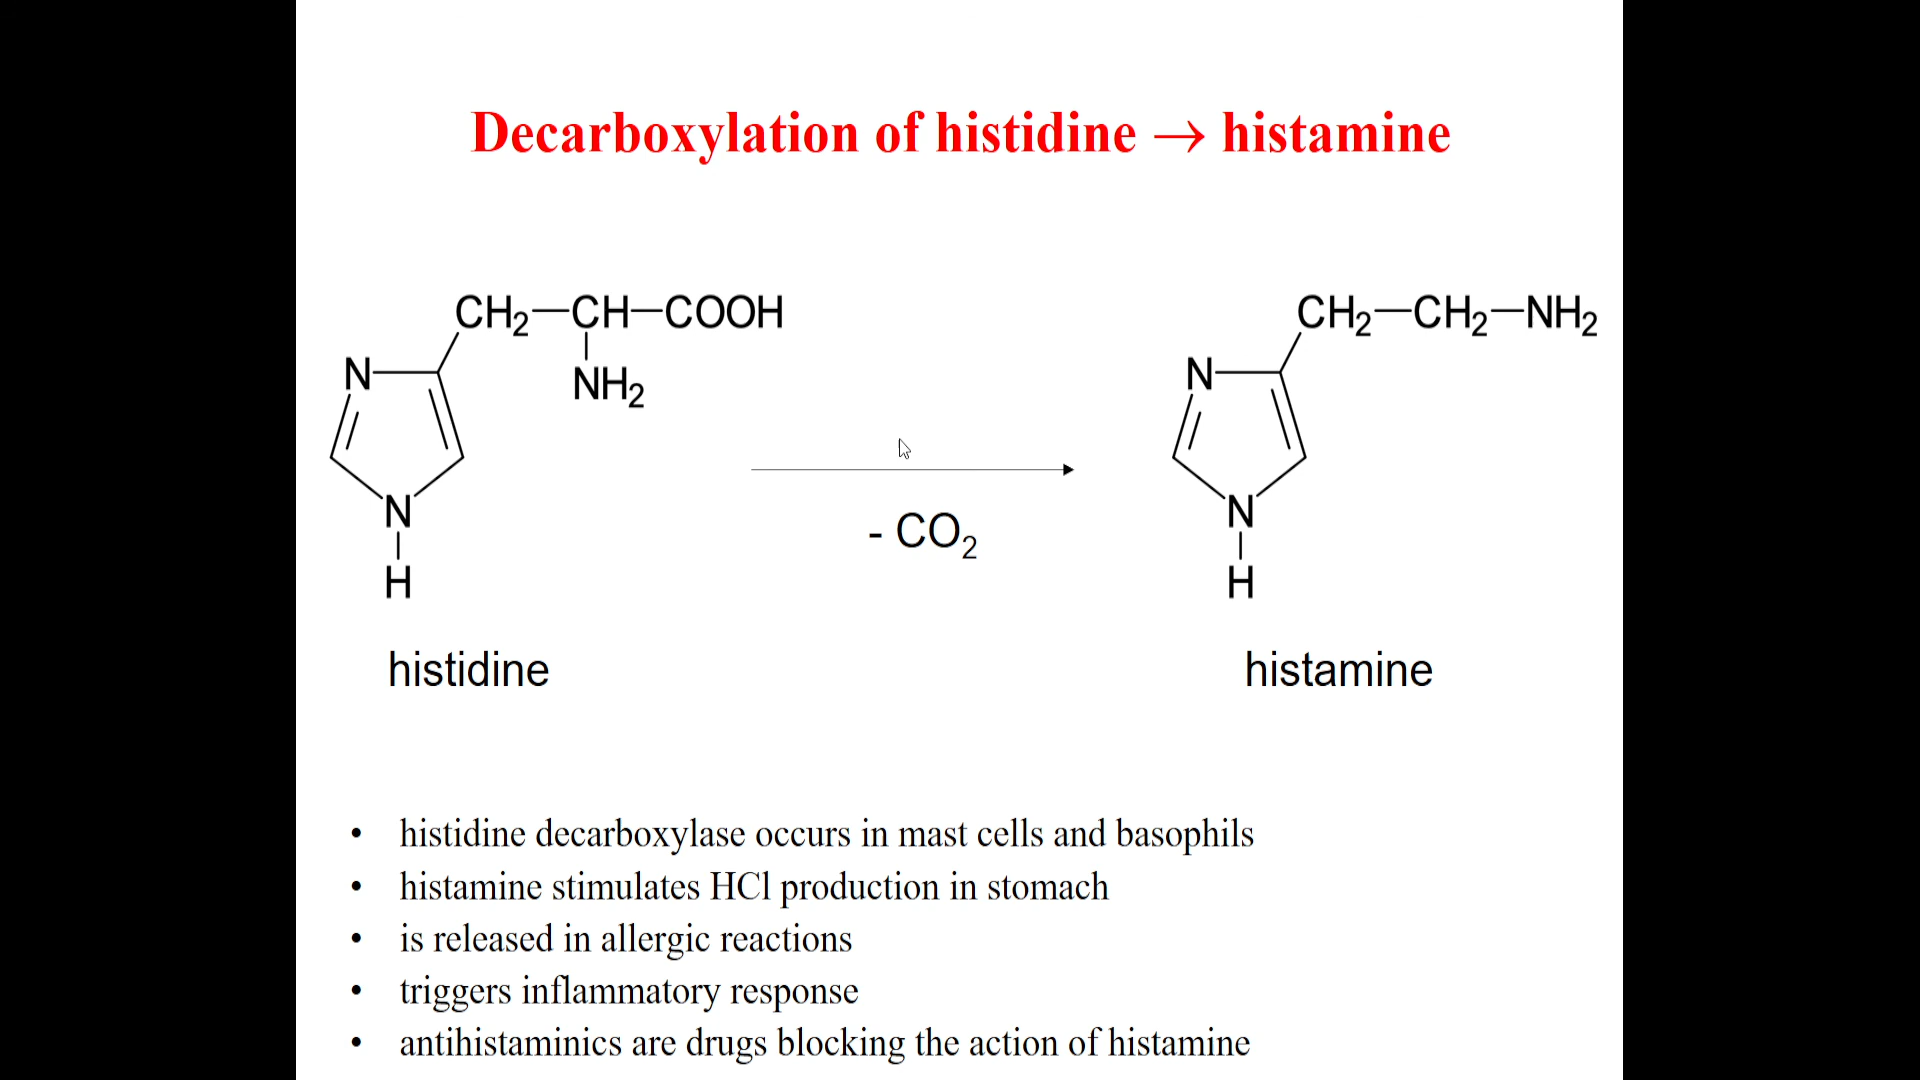 Decarboxylation of histidine → histamine
CH₂—CH—COOH
NH₂
N
N
H
CH₂—CH₂—NH₂
N
N
H
- CO₂
histidine
histamine
• histidine decarboxylase occurs in mast cells and basophils
• histamine stimulates HCl production in stomach
• is released in allergic reactions
• triggers inflammatory response
• antihistaminics are drugs blocking the action of histamine